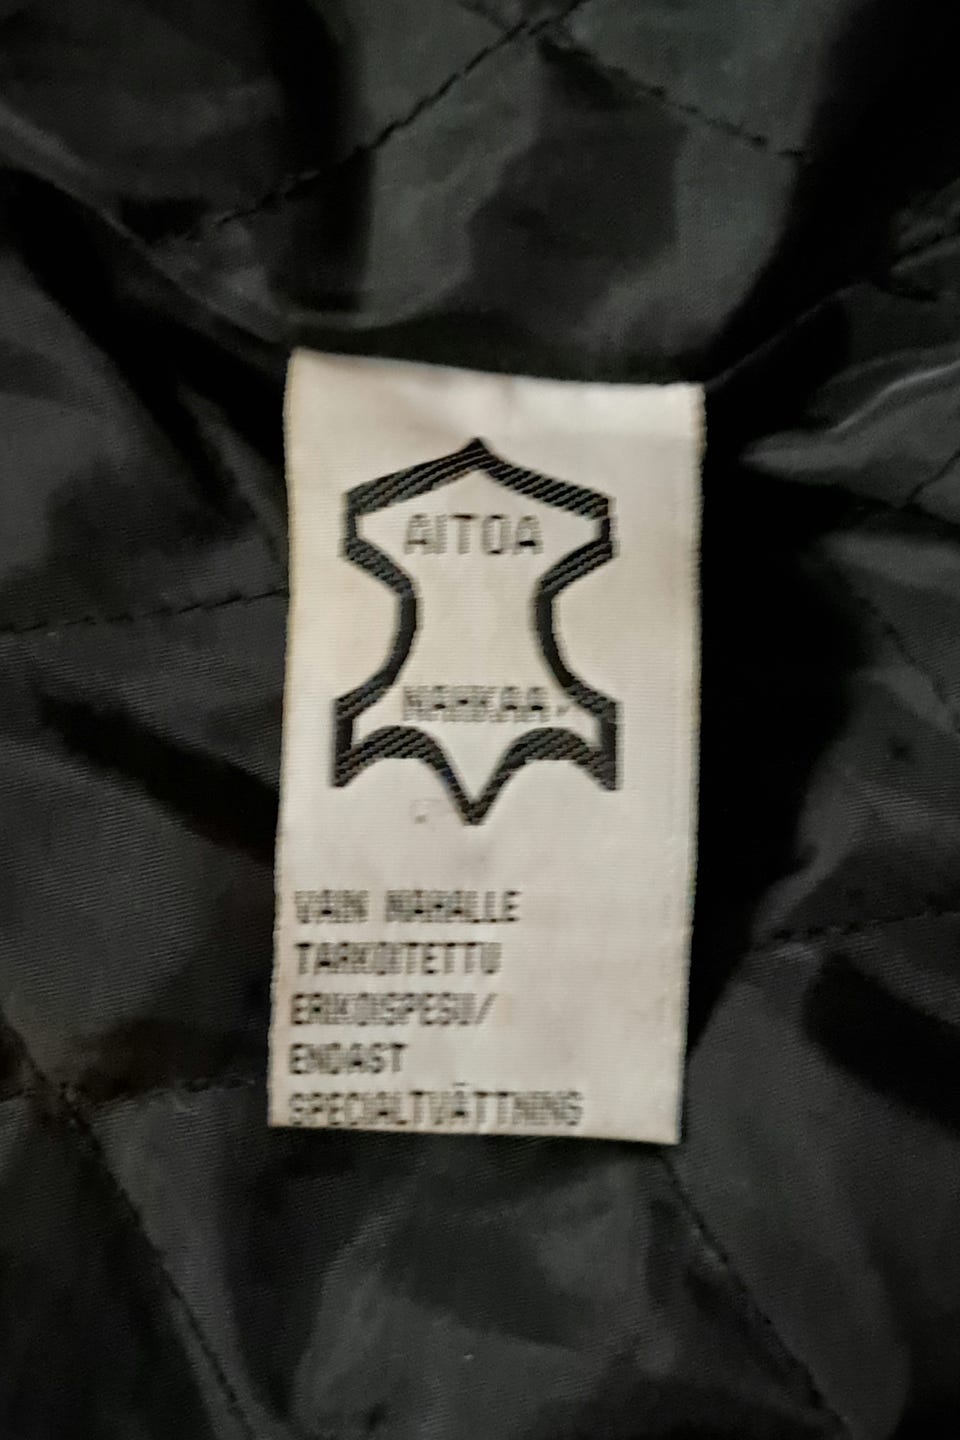 AITOA
NAHKAA
VAIN NAHALLE
TARKOITETTU
ERIKOISPESU/
ENDAST
SPECIALTVÄTTNING